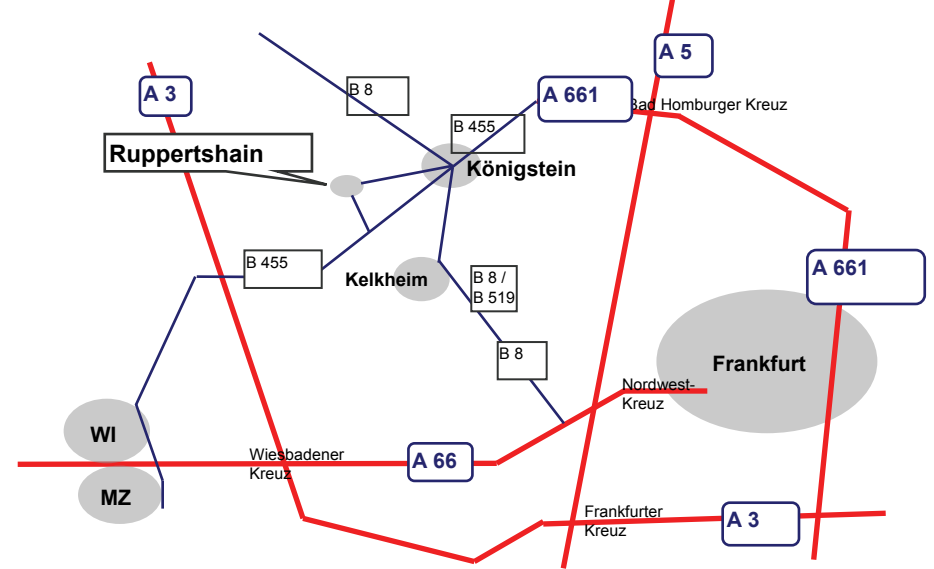 A 5
A 3
B 8
A 661
Bad Homburger Kreuz
B 455
Ruppertshain
Königstein
B 455
Kelkheim
B 8 /
B 519
A 661
B 8
Frankfurt
Nordwest-
Kreuz
WI
Wiesbadener
Kreuz
A 66
MZ
Frankfurter
Kreuz
A 3